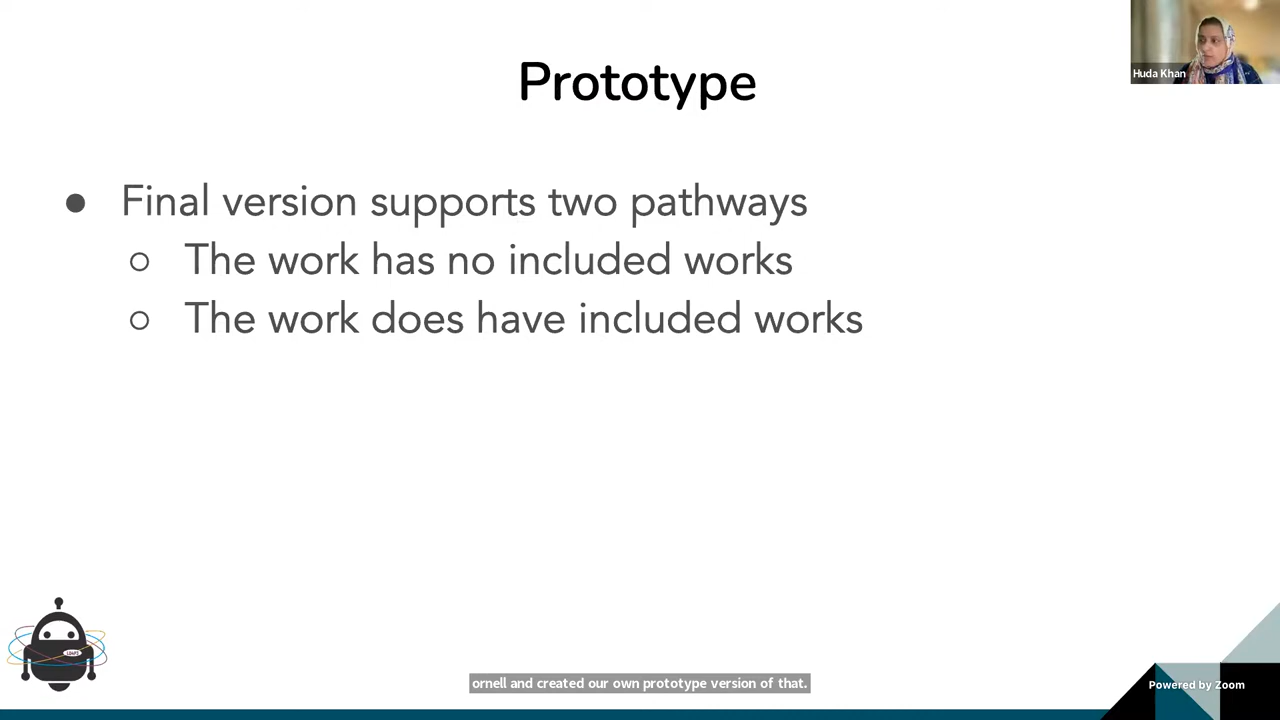 Prototype
Huda Khan
● Final version supports two pathways
○ The work has no included works
○ The work does have included works
LD4P3
ornell and created our own prototype version of that.
Powered by Zoom